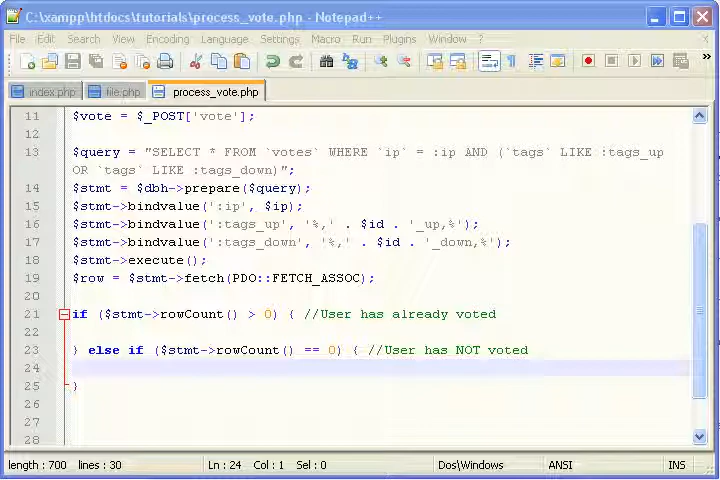 C:\xampp\htdocs\tutorials\process_vote.php - Notepad++
File Edit Search View Encoding Language Settings Macro Run Plugins Window ? X
index.php file.php process_vote.php
11 $vote = $_POST['vote'];
12
13 $query = "SELECT * FROM `votes` WHERE `ip` = :ip AND (`tags` LIKE :tags_up
OR `tags` LIKE :tags_down)";
14 $stmt = $dbh->prepare($query);
15 $stmt->bindvalue(':ip', $ip);
16 $stmt->bindvalue(':tags_up', '%,' . $id . '_up,%');
17 $stmt->bindvalue(':tags_down', '%,' . $id . '_down,%');
18 $stmt->execute();
19 $row = $stmt->fetch(PDO::FETCH_ASSOC);
20
21 if ($stmt->rowCount() > 0) { //User has already voted
22
23 } else if ($stmt->rowCount() == 0) { //User has NOT voted
24
25 }
26
27
28
length : 700 lines : 30 Ln : 24 Col : 1 Sel : 0 Dos\Windows ANSI INS